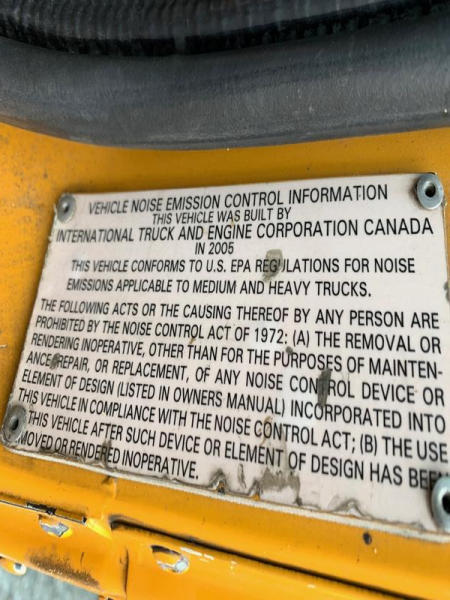 VEHICLE NOISE EMISSION CONTROL INFORMATION
THIS VEHICLE WAS BUILT BY
INTERNATIONAL TRUCK AND ENGINE CORPORATION CANADA
IN 2005
THIS VEHICLE CONFORMS TO U.S. EPA REGULATIONS FOR NOISE
EMISSIONS APPLICABLE TO MEDIUM AND HEAVY TRUCKS.
THE FOLLOWING ACTS OR THE CAUSING THEREOF BY ANY PERSON ARE
PROHIBITED BY THE NOISE CONTROL ACT OF 1972: (A) THE REMOVAL OR
RENDERING INOPERATIVE, OTHER THAN FOR THE PURPOSES OF MAINTEN-
ANCE, REPAIR, OR REPLACEMENT, OF ANY NOISE CONTROL DEVICE OR
ELEMENT OF DESIGN (LISTED IN OWNERS MANUAL) INCORPORATED INTO
THIS VEHICLE IN COMPLIANCE WITH THE NOISE CONTROL ACT; (B) THE USE
THIS VEHICLE AFTER SUCH DEVICE OR ELEMENT OF DESIGN HAS BEEN
MOVED OR RENDERED INOPERATIVE.